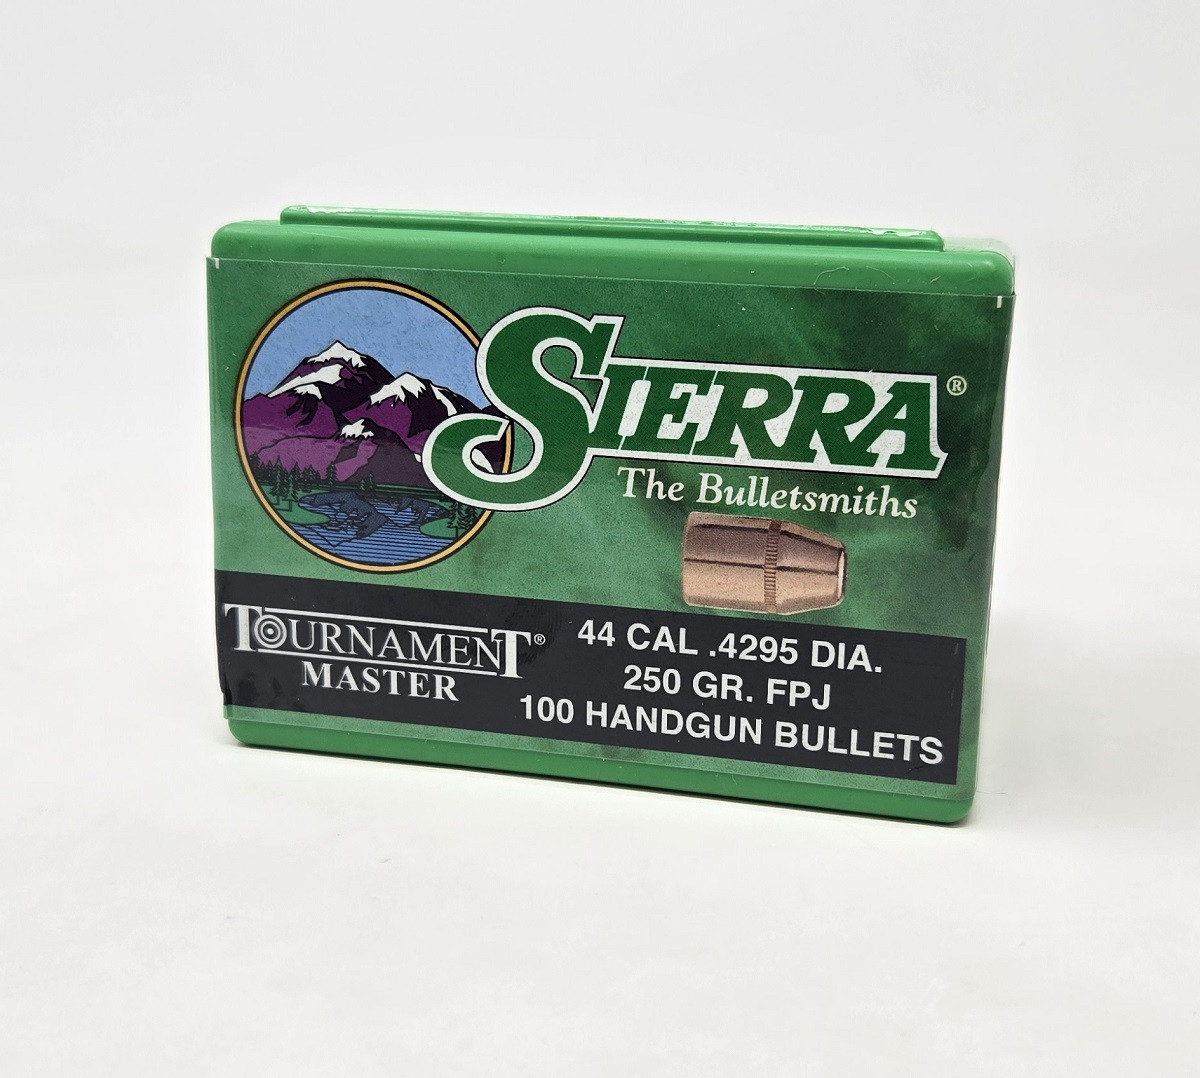 SIERRA®
The Bulletsmiths
TOURNAMENT®
MASTER
44 CAL .4295 DIA.
250 GR. FPJ
100 HANDGUN BULLETS